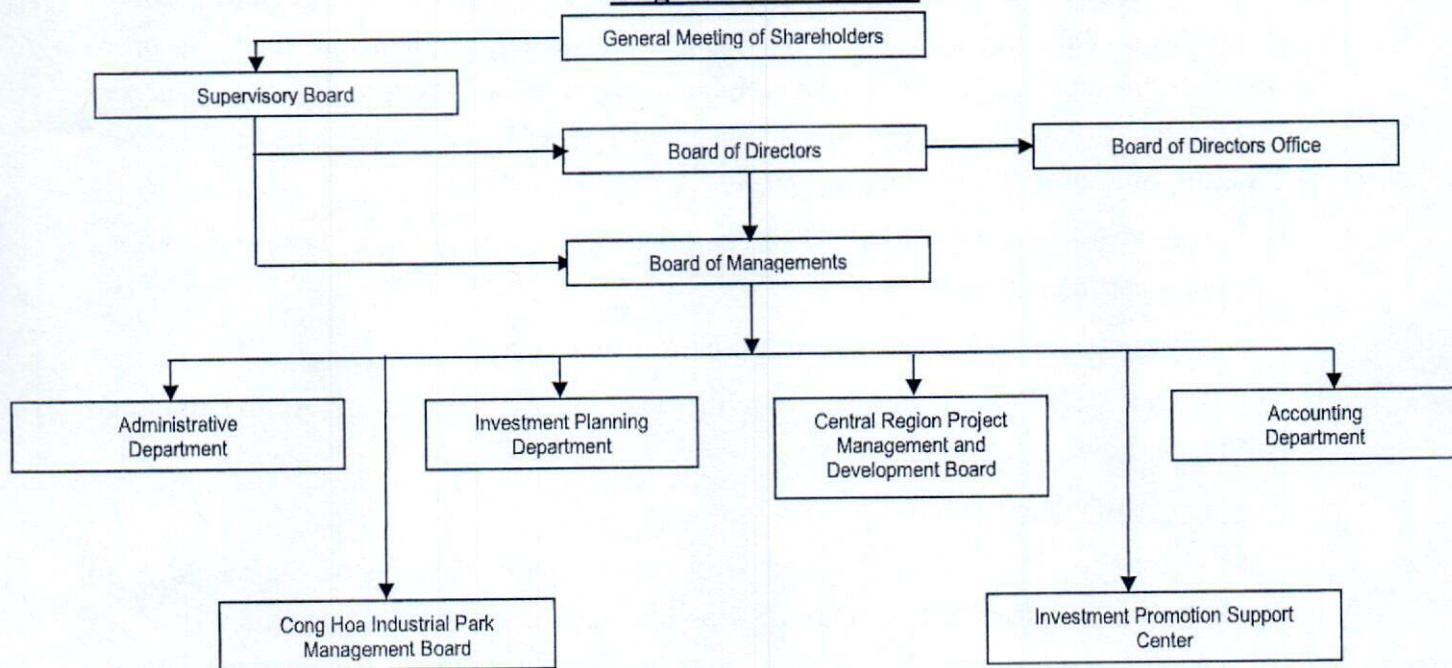 General Meeting of Shareholders
Supervisory Board
Board of Directors
Board of Directors Office
Board of Managements
Administrative
Department
Investment Planning
Department
Central Region Project
Management and
Development Board
Accounting
Department
Cong Hoa Industrial Park
Management Board
Investment Promotion Support
Center